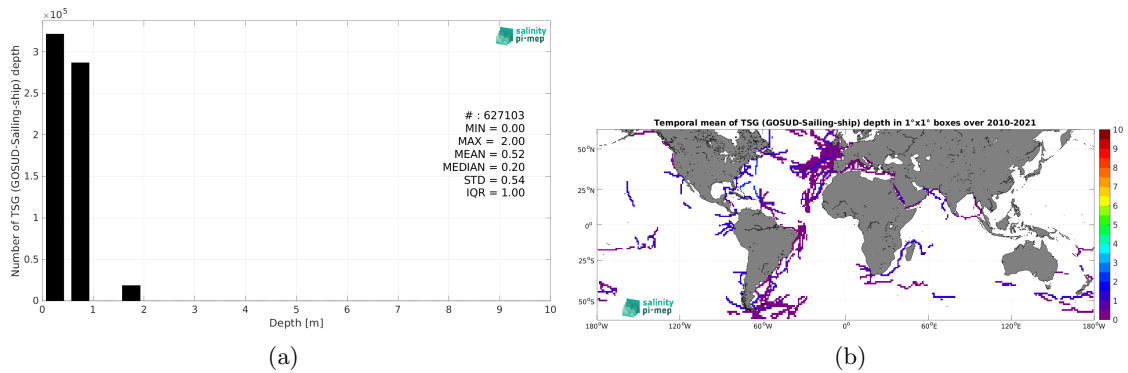 ×10⁵
3
2.5
2
1.5
1
0.5
0
Number of TSG (GOSUD-Sailing-ship) depth
salinity
pi-mep
# : 627103
MIN = 0.00
MAX = 2.00
MEAN = 0.52
MEDIAN = 0.20
STD = 0.54
IQR = 1.00
0 1 2 3 4 5 6 7 8 9 10
Depth [m]
(a)
Temporal mean of TSG (GOSUD-Sailing-ship) depth in 1°x1° boxes over 2010-2021
50°N
25°N
0°
25°S
50°S
salinity
pi-mep
180°W 120°W 60°W 0° 60°E 120°E 180°W
10
9
8
7
6
5
4
3
2
1
0
(b)